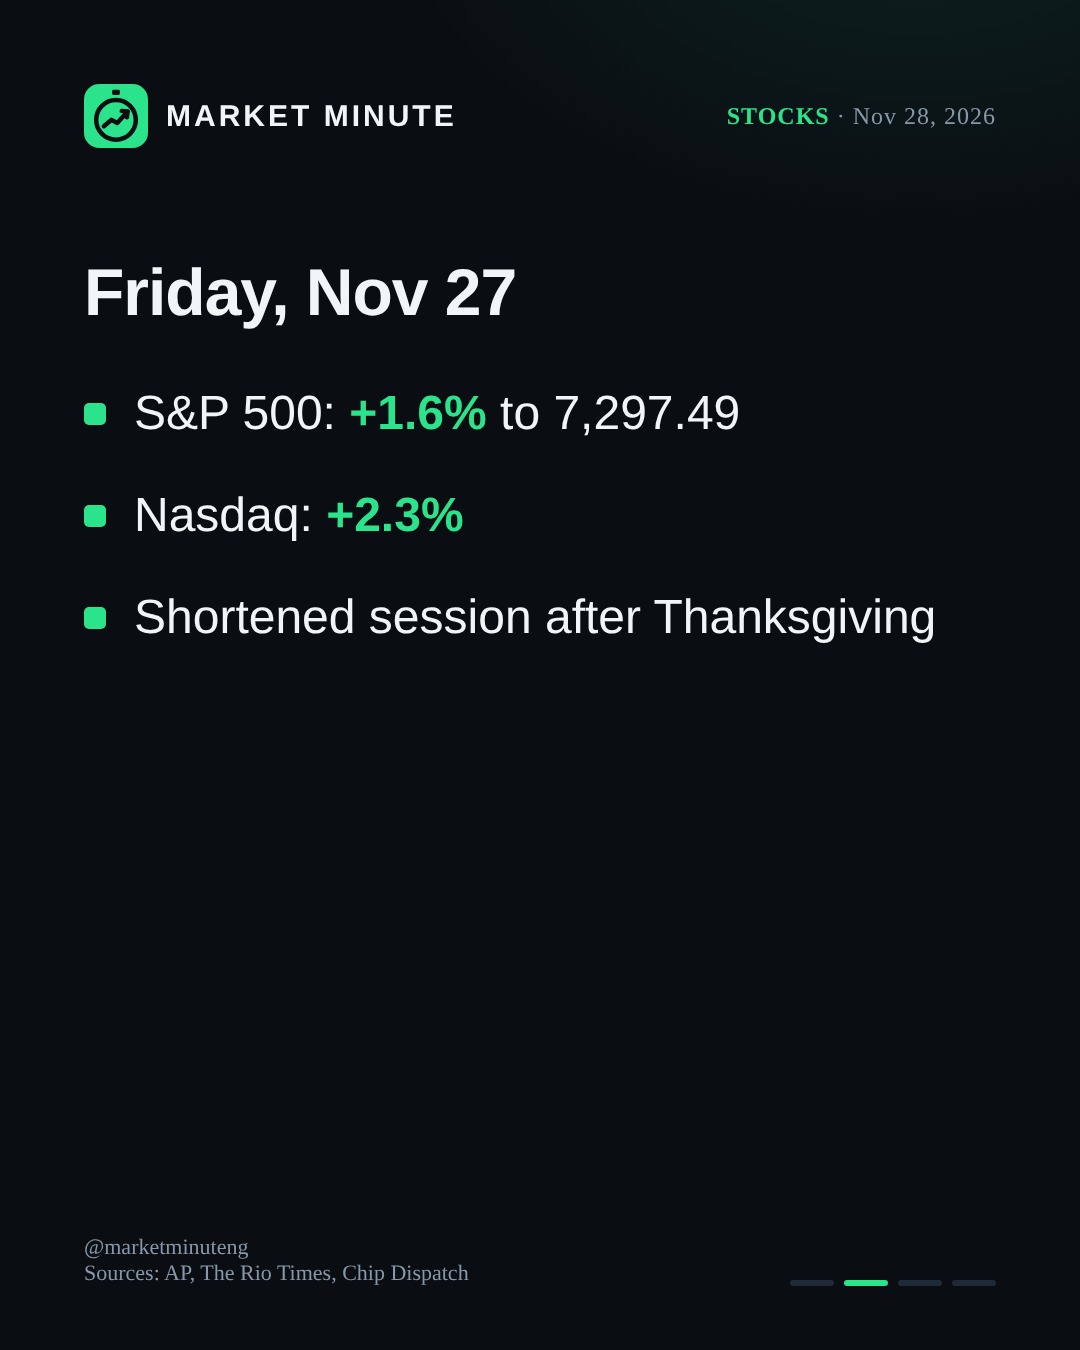 MARKET MINUTE
STOCKS · Nov 28, 2026
Friday, Nov 27
S&P 500: +1.6% to 7,297.49
Nasdaq: +2.3%
Shortened session after Thanksgiving
@marketminuteng
Sources: AP, The Rio Times, Chip Dispatch